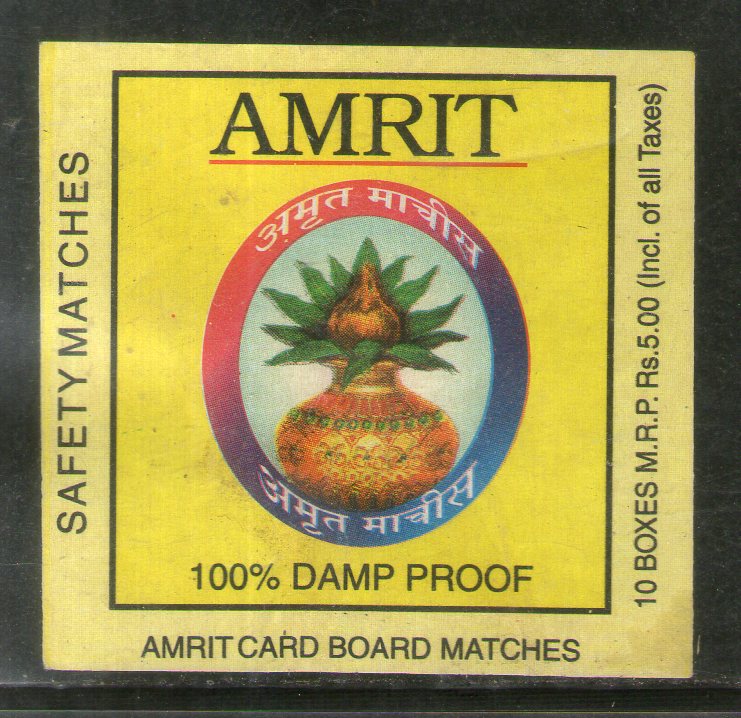 AMRIT
अमृत माचीस
अमृत माचीस
100% DAMP PROOF
AMRIT CARD BOARD MATCHES
SAFETY MATCHES
10 BOXES M.R.P. Rs.5.00 (Incl. of all Taxes)